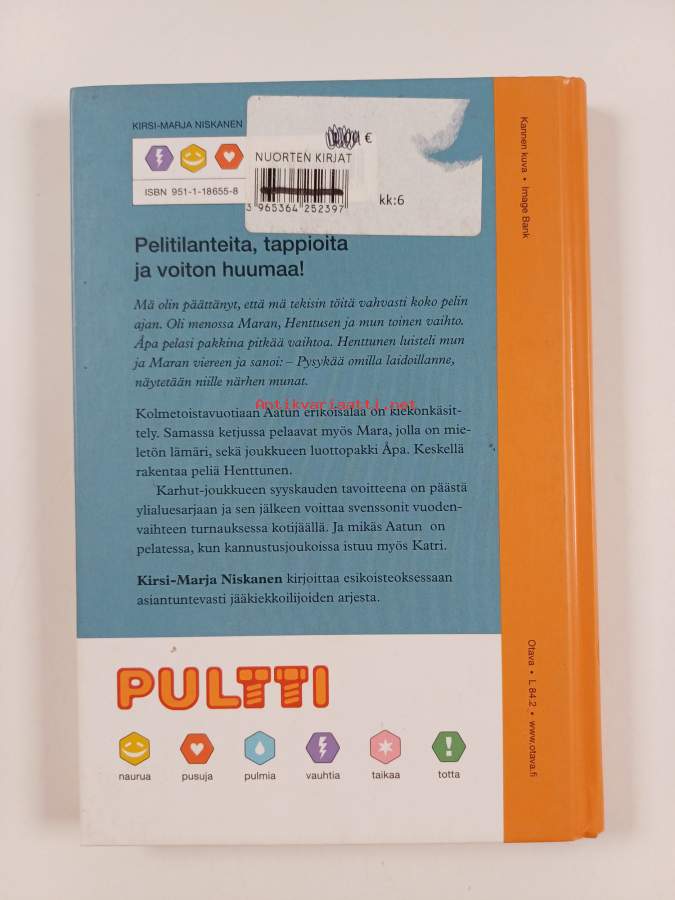 KIRSI-MARJA NISKANEN
€
NUORTEN KIRJAT
ISBN 951-1-18655-8
3 965364 252397
kk:6
Pelitilanteita, tappioita
ja voiton huumaa!
Mä olin päättänyt, että mä tekisin töitä vahvasti koko pelin
ajan. Oli menossa Maran, Henttusen ja mun toinen vaihto.
Åpa pelasi pakkina pitkää vaihtoa. Henttunen luisteli mun
ja Maran viereen ja sanoi: – Pysykää omilla laidoillanne,
näytetään niille närhen munat.
Antikvariaatti.net
Kolmetoistavuotiaan Aatun erikoisalaa on kiekonkäsit-
tely. Samassa ketjussa pelaavat myös Mara, jolla on mie-
letön lämäri, sekä joukkueen luottopakki Åpa. Keskellä
rakentaa peliä Henttunen.
Karhut-joukkueen syyskauden tavoitteena on päästä
ylialuesarjaan ja sen jälkeen voittaa svenssonit vuoden-
vaihteen turnauksessa kotijäällä. Ja mikäs Aatun on
pelatessa, kun kannustusjoukoissa istuu myös Katri.
Kirsi-Marja Niskanen kirjoittaa esikoisteoksessaan
asiantuntevasti jääkiekkoilijoiden arjesta.
PULTTI
naurua pusuja pulmia vauhtia taikaa totta
Kannen kuva • Image Bank
Otava • L 84.2 • www.otava.fi